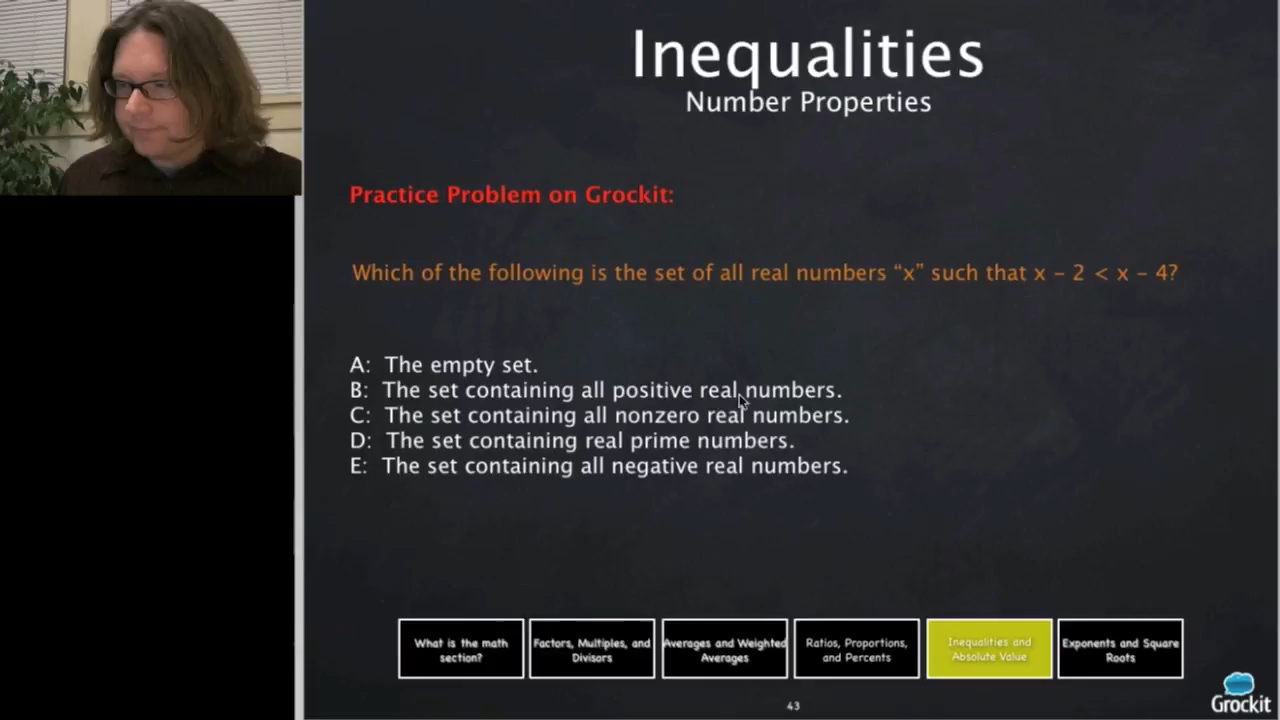 Inequalities
Number Properties
Practice Problem on Grockit:
Which of the following is the set of all real numbers “x” such that x – 2 < x – 4?
A: The empty set.
B: The set containing all positive real numbers.
C: The set containing all nonzero real numbers.
D: The set containing real prime numbers.
E: The set containing all negative real numbers.
What is the math
section?
Factors, Multiples, and
Divisors
Averages and Weighted
Averages
Ratios, Proportions,
and Percents
Inequalities and
Absolute Value
Exponents and Square
Roots
43
Grockit